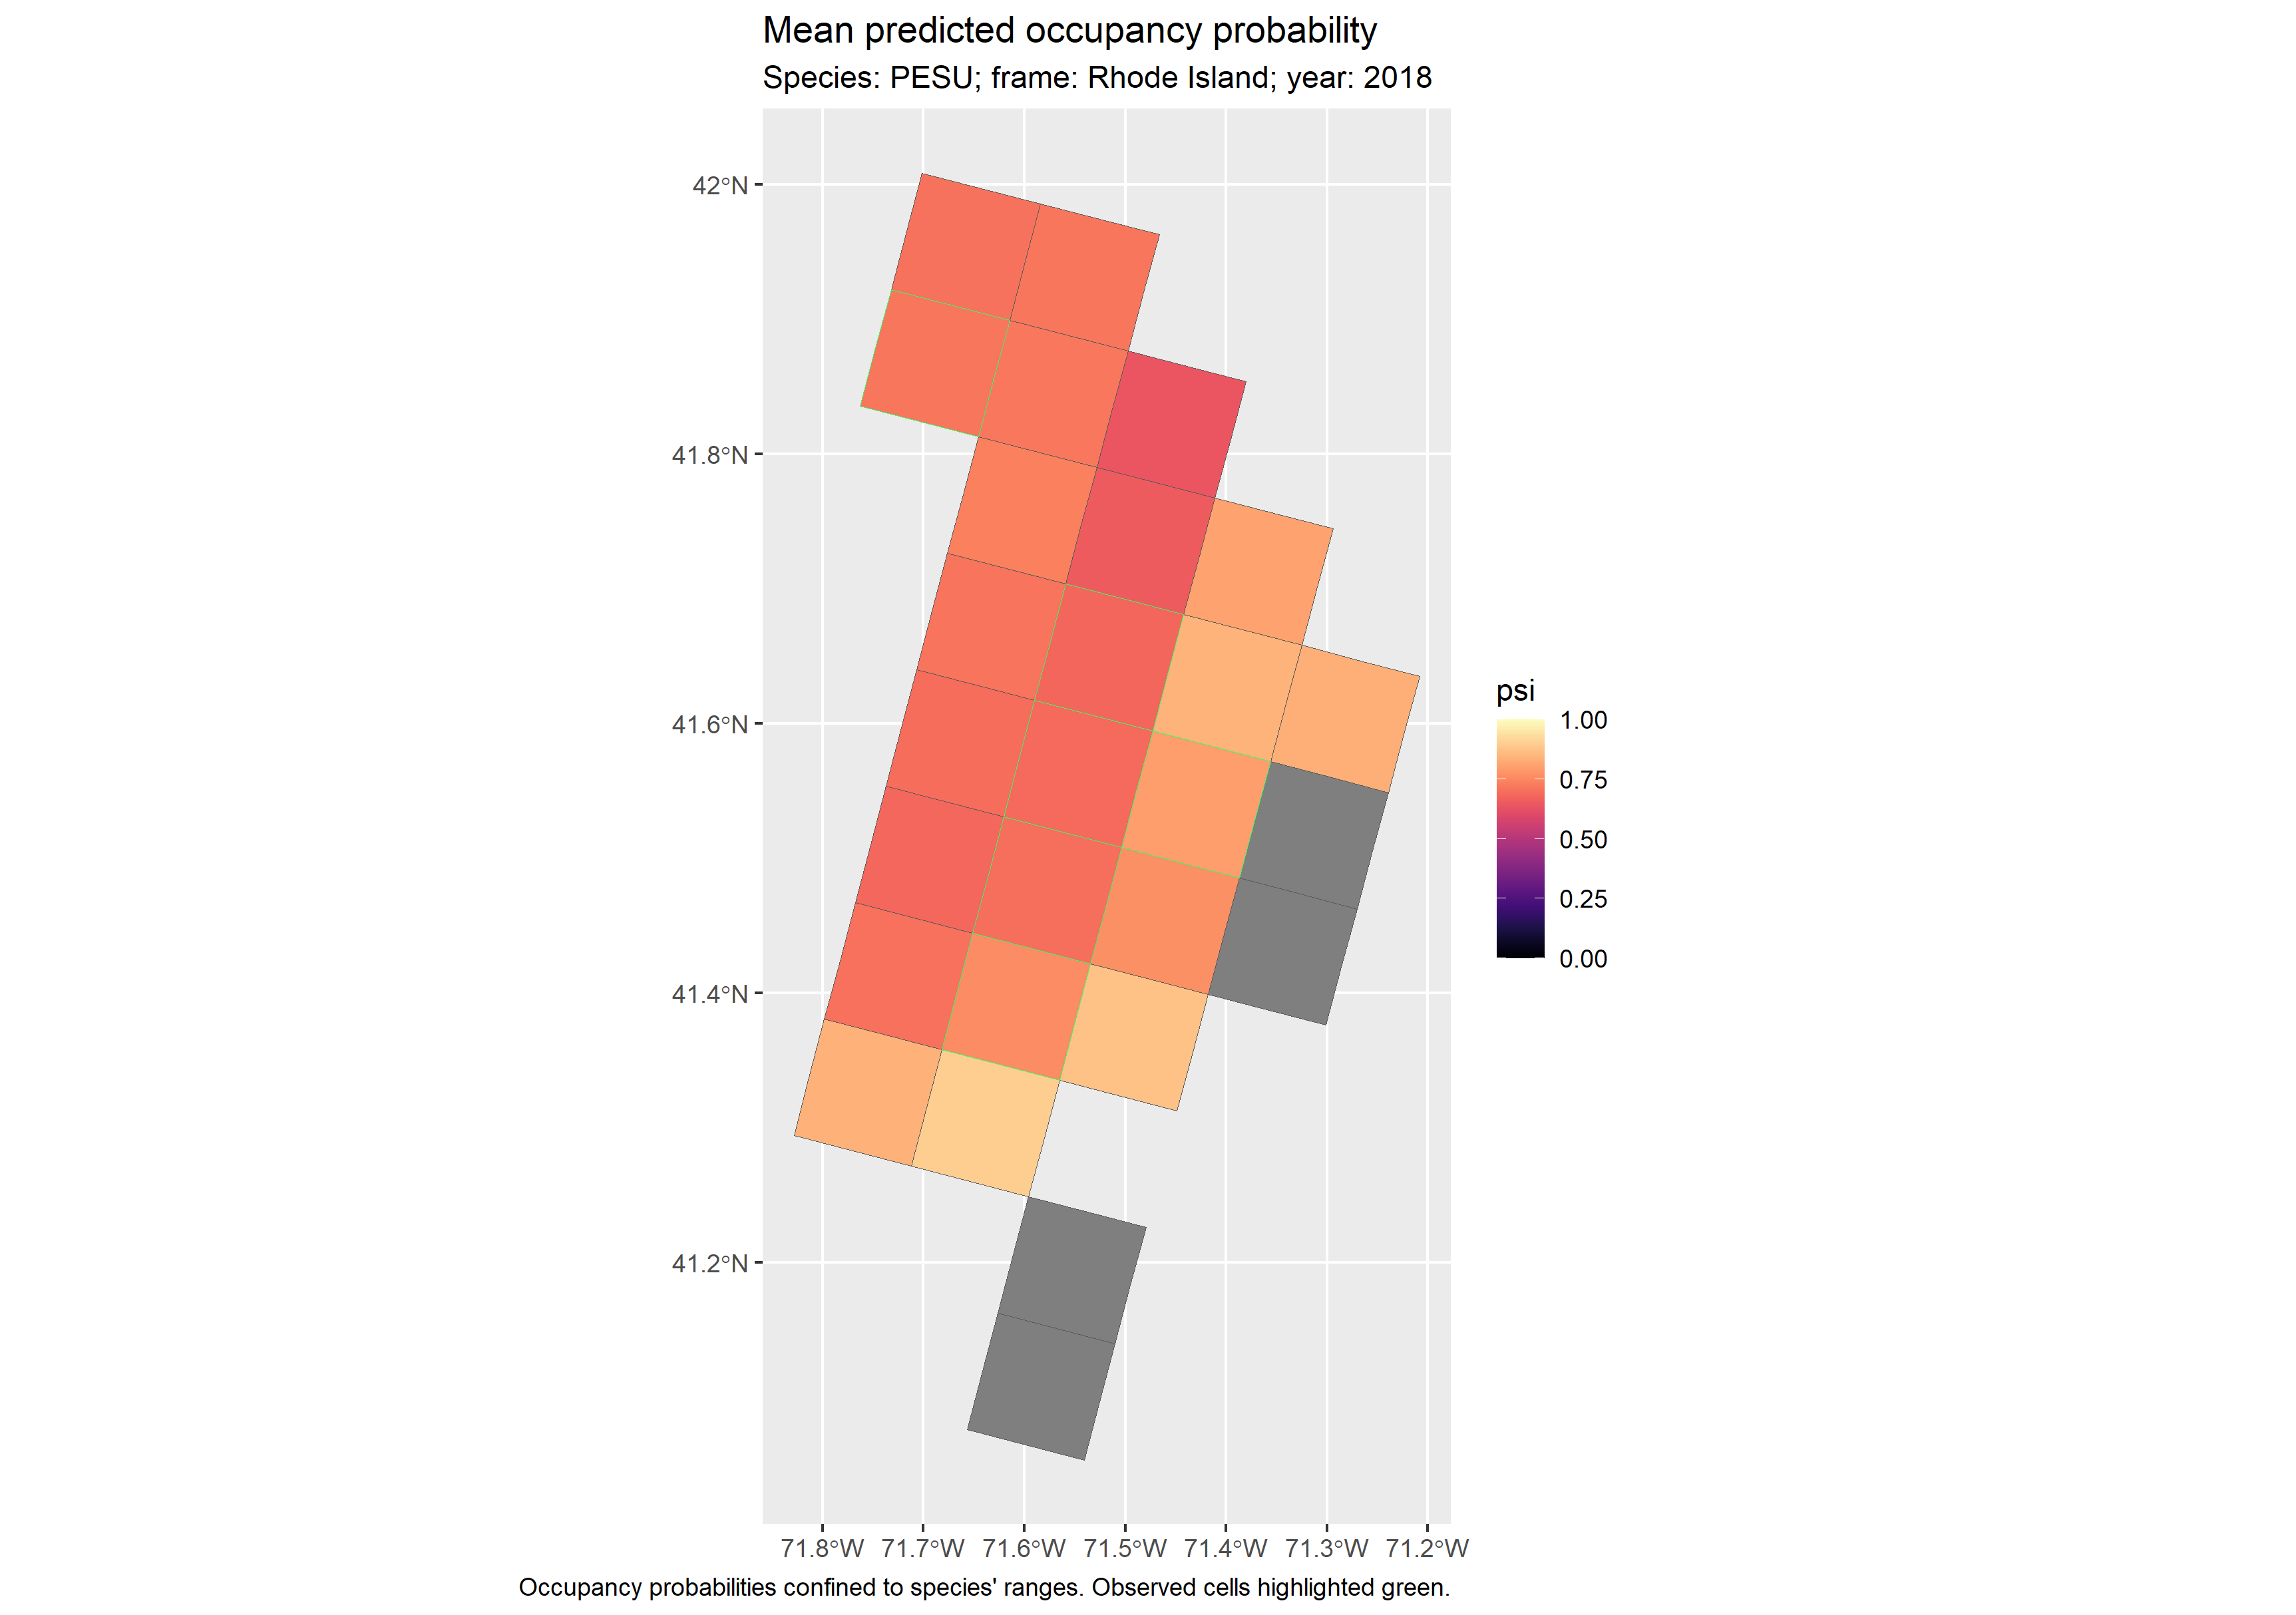 Mean predicted occupancy probability
Species: PESU; frame: Rhode Island; year: 2018
42°N
41.8°N
41.6°N
41.4°N
41.2°N
71.8°W 71.7°W 71.6°W 71.5°W 71.4°W 71.3°W 71.2°W
psi
1.00
0.75
0.50
0.25
0.00
Occupancy probabilities confined to species' ranges. Observed cells highlighted green.